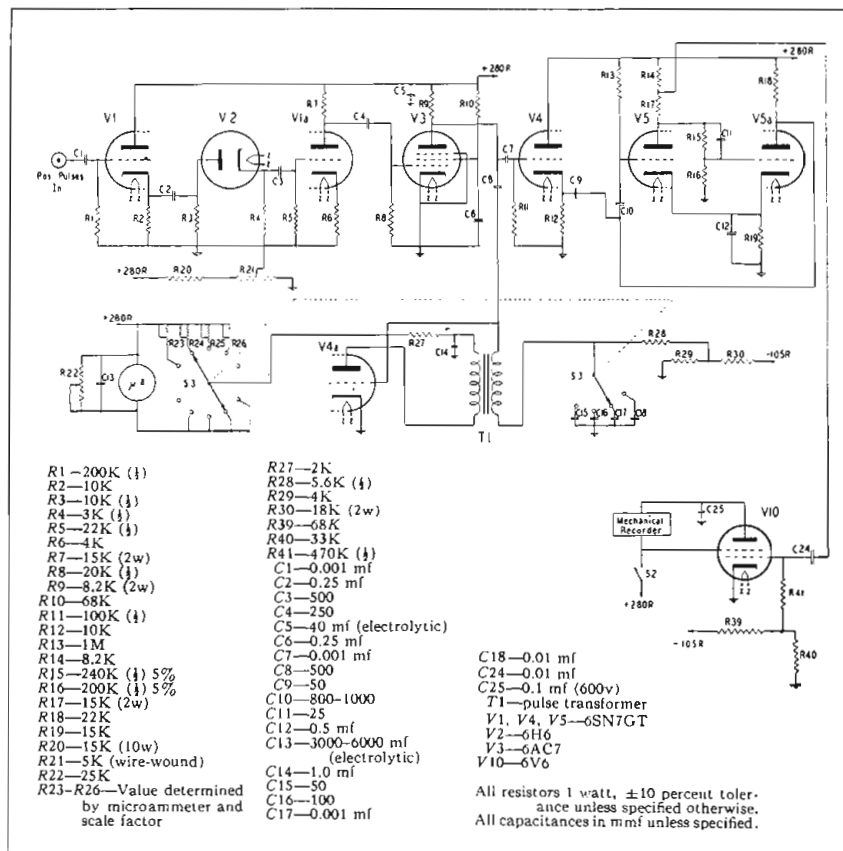 +280R
+280R
V1
V2
V1a
R7
C4
C5
R9
R10
V3
V4
R13
R14
R17
V5
R18
V5a
C1
Pos Pulses
In
C2
C3
C7
C8
C9
R15
C11
R16
R1
R2
R3
R4
R5
R6
R8
C6
R11
R12
C10
C12
R19
+280R
R20
R21
+280R
R23
R24
R25
R26
R22
C13
μa
S3
V4a
R27
C14
T1
S3
C15
C16
C17
C18
R28
R29
R30
-105R
C25
Mechanical
Recorder
V10
C24
S2
+280R
R41
R39
-105R
R40
R1—200K (½)
R2—10K
R3—10K (½)
R4—3K (½)
R5—22K (½)
R6—4K
R7—15K (2w)
R8—20K (½)
R9—8.2K (2w)
R10—68K
R11—100K (½)
R12—10K
R13—1M
R14—8.2K
R15—240K (½) 5%
R16—200K (½) 5%
R17—15K (2w)
R18—22K
R19—15K
R20—15K (10w)
R21—5K (wire-wound)
R22—25K
R23-R26—Value determined
by microammeter and
scale factor
R27—2K
R28—5.6K (½)
R29—4K
R30—18K (2w)
R39—68K
R40—33K
R41—470K (½)
C1—0.001 mf
C2—0.25 mf
C3—500
C4—250
C5—40 mf (electrolytic)
C6—0.25 mf
C7—0.001 mf
C8—500
C9—50
C10—800-1000
C11—25
C12—0.5 mf
C13—3000-6000 mf
(electrolytic)
C14—1.0 mf
C15—50
C16—100
C17—0.001 mf
C18—0.01 mf
C24—0.01 mf
C25—0.1 mf (600v)
T1—pulse transformer
V1, V4, V5—6SN7GT
V2—6H6
V3—6AC7
V10—6V6
All resistors 1 watt, ±10 percent toler-
ance unless specified otherwise.
All capacitances in mmf unless specified.